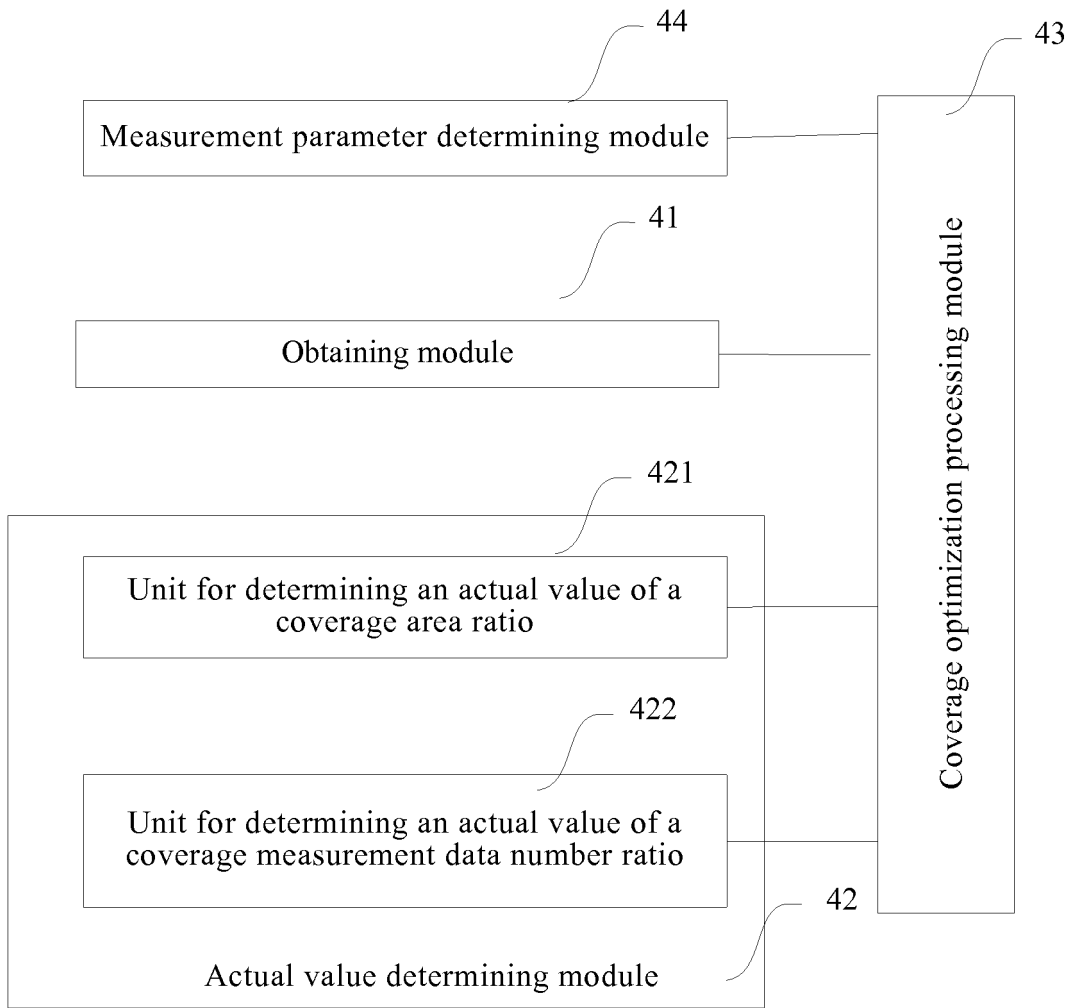 44
43
Measurement parameter determining module
41
Obtaining module
Coverage optimization processing module
421
Unit for determining an actual value of a
coverage area ratio
422
Unit for determining an actual value of a
coverage measurement data number ratio
42
Actual value determining module